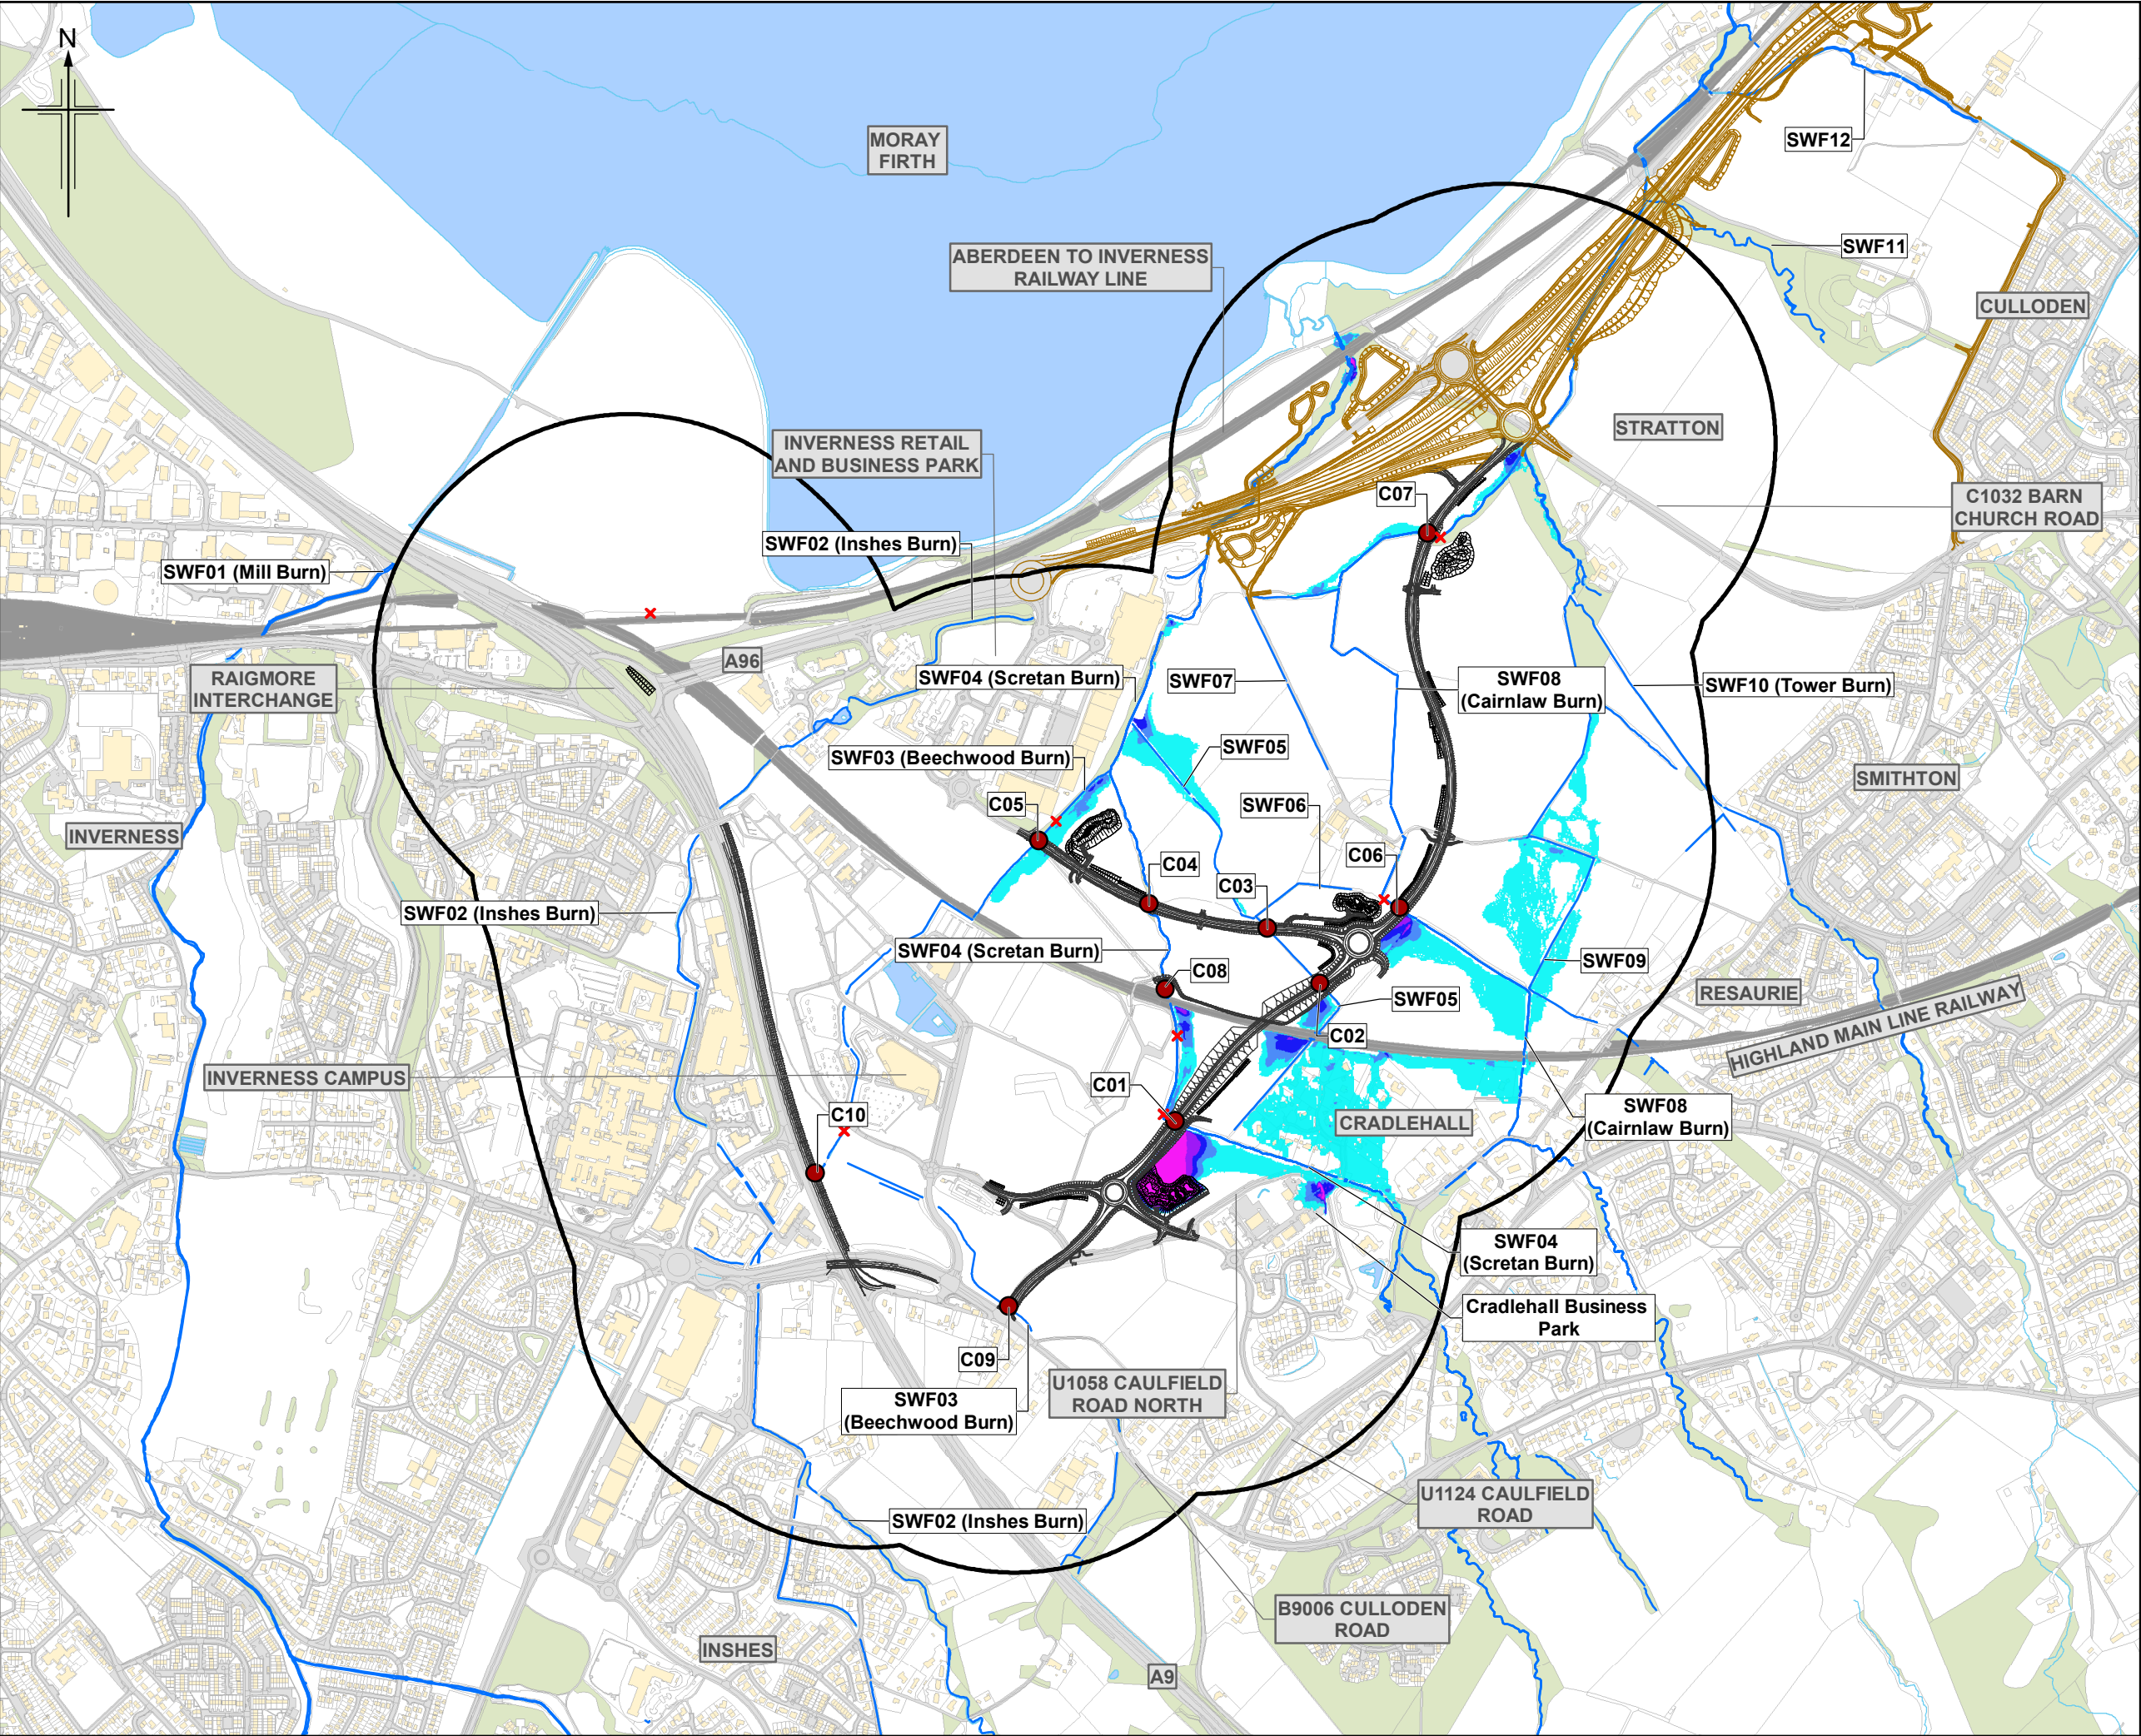 N
MORAY
FIRTH
SWF12
ABERDEEN TO INVERNESS
RAILWAY LINE
SWF11
CULLODEN
INVERNESS RETAIL
AND BUSINESS PARK
STRATTON
C07
C1032 BARN
CHURCH ROAD
SWF02 (Inshes Burn)
SWF01 (Mill Burn)
A96
RAIGMORE
INTERCHANGE
SWF04 (Scretan Burn)
SWF07
SWF08
(Cairnlaw Burn)
SWF10 (Tower Burn)
SWF03 (Beechwood Burn)
SWF05
SMITHTON
C05
SWF06
INVERNESS
C04
C06
C03
SWF02 (Inshes Burn)
SWF04 (Scretan Burn)
SWF09
C08
RESAURIE
SWF05
HIGHLAND MAIN LINE RAILWAY
C02
INVERNESS CAMPUS
C01
C10
CRADLEHALL
SWF08
(Cairnlaw Burn)
SWF04
(Scretan Burn)
Cradlehall Business
Park
C09
U1058 CAULFIELD
ROAD NORTH
SWF03
(Beechwood Burn)
U1124 CAULFIELD
ROAD
SWF02 (Inshes Burn)
B9006 CULLODEN
ROAD
INSHES
A9